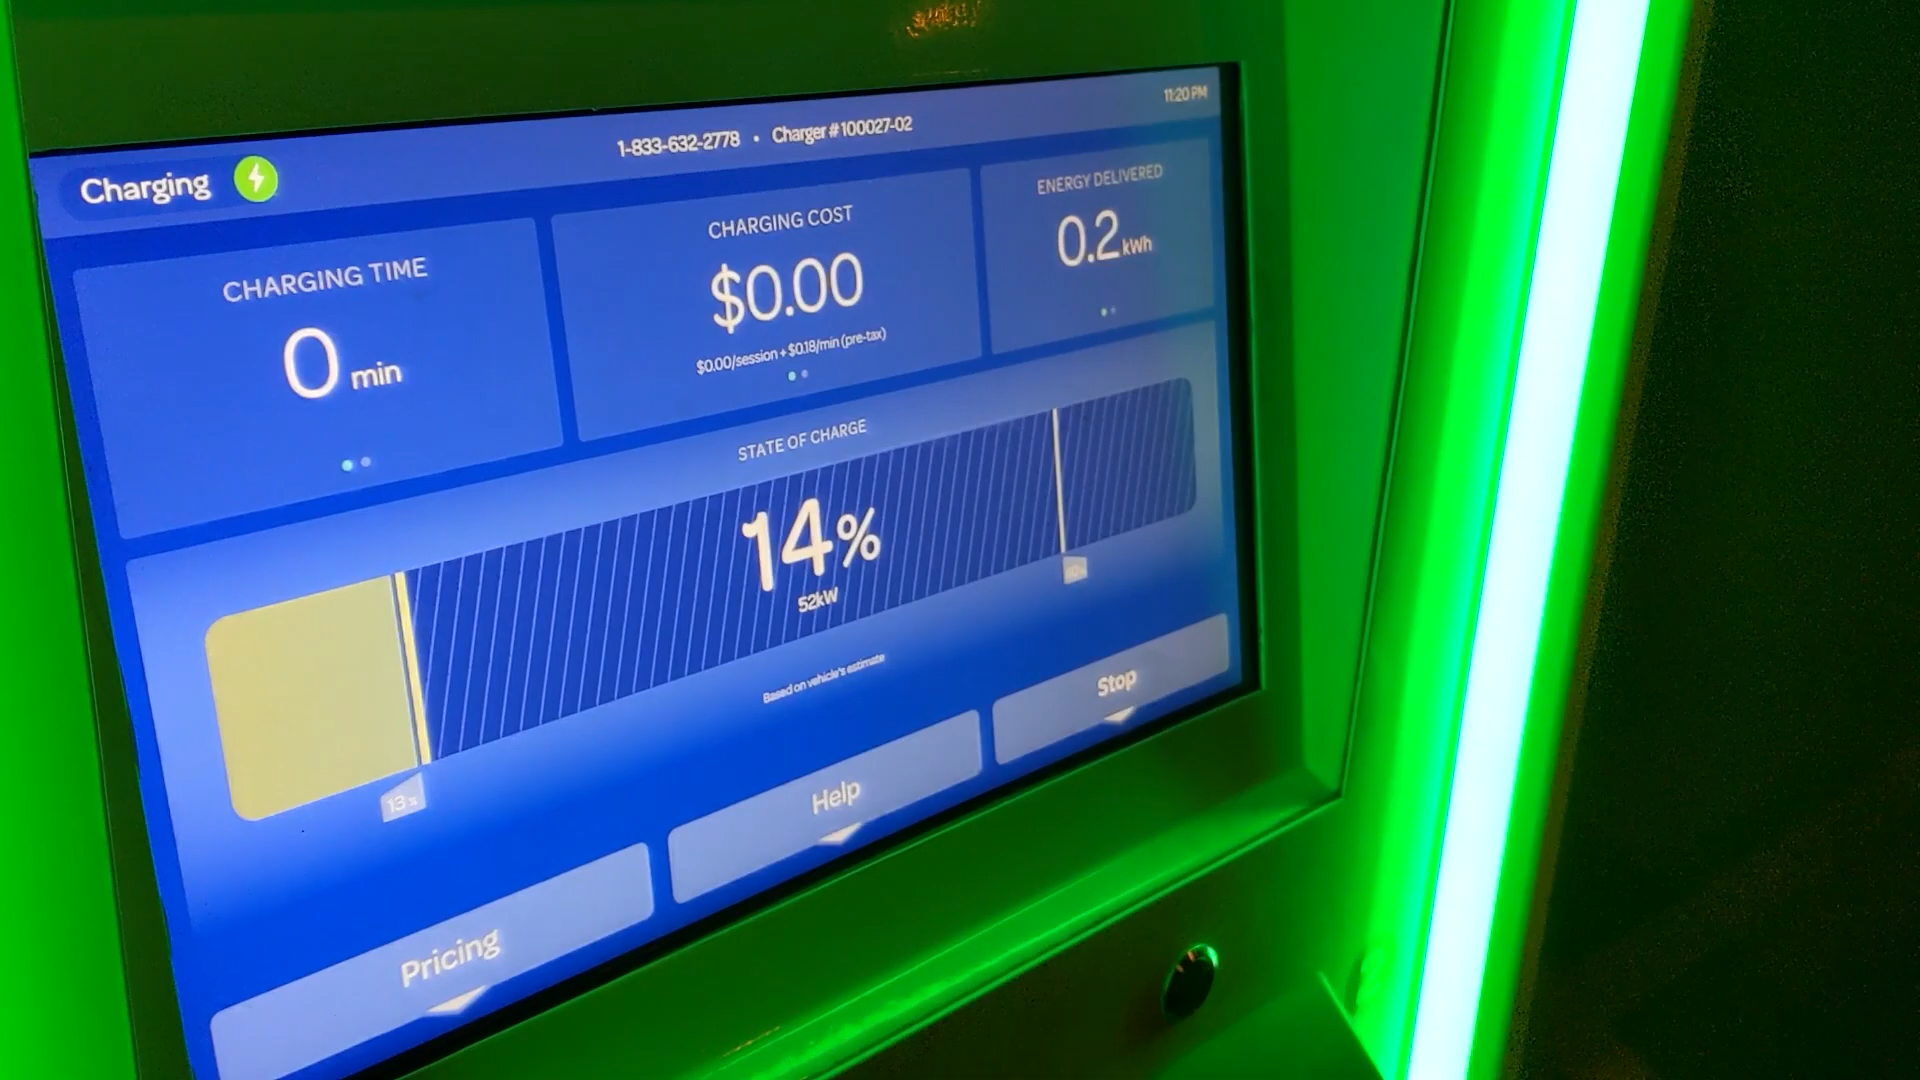 11:20 PM
1-833-632-2778 • Charger #100027-02
Charging
CHARGING TIME
0 min
CHARGING COST
$0.00
$0.00/session + $0.18/min (pre-tax)
ENERGY DELIVERED
0.2 kWh
STATE OF CHARGE
14%
52kW
13%
Based on vehicle's estimate
Pricing
Help
Stop